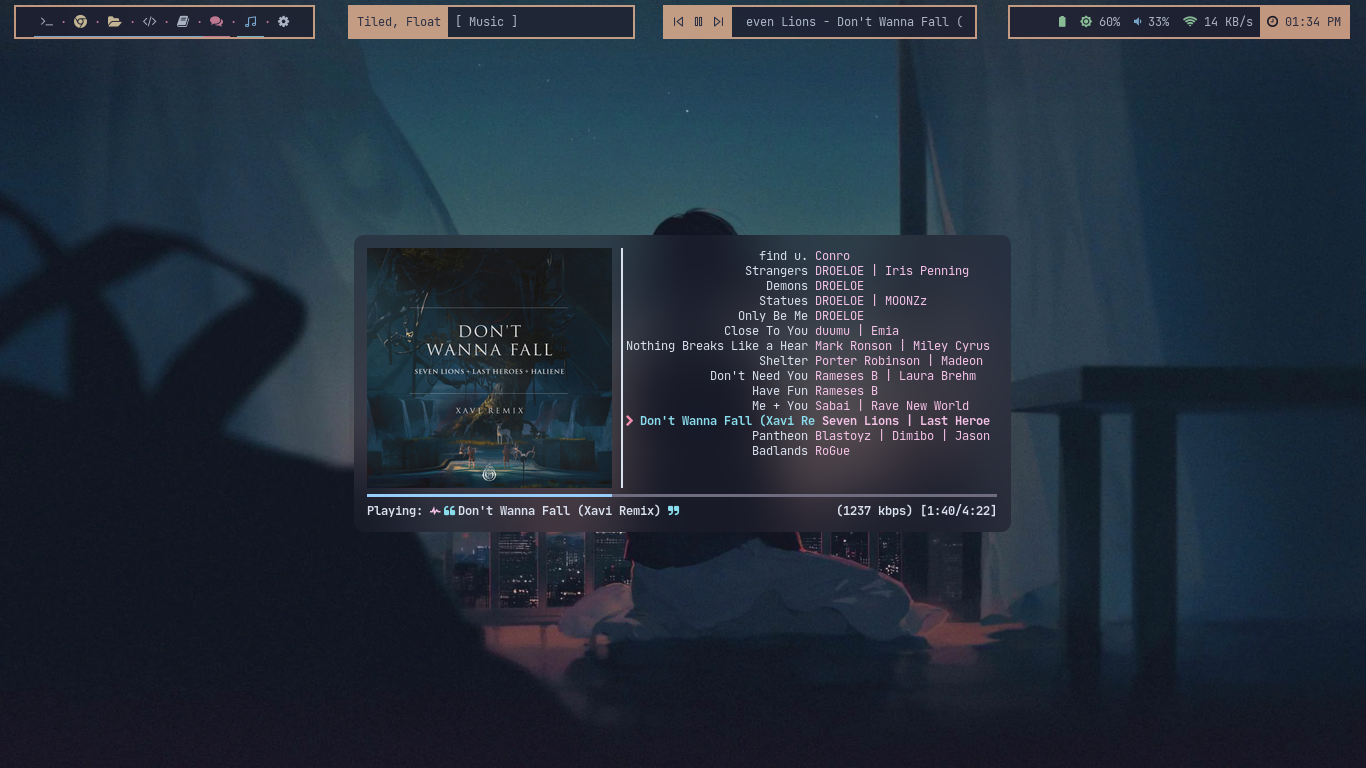 Tiled, Float [ Music ]
even Lions - Don't Wanna Fall (
60% 33% 14 KB/s 01:34 PM
DON'T
WANNA FALL
SEVEN LIONS + LAST HEROES + HALIENE
XAVI REMIX
find u. Conro
Strangers DROELOE | Iris Penning
Demons DROELOE
Statues DROELOE | MOONZz
Only Be Me DROELOE
Close To You duumu | Emia
Nothing Breaks Like a Hear Mark Ronson | Miley Cyrus
Shelter Porter Robinson | Madeon
Don't Need You Rameses B | Laura Brehm
Have Fun Rameses B
Me + You Sabai | Rave New World
Don't Wanna Fall (Xavi Re Seven Lions | Last Heroe
Pantheon Blastoyz | Dimibo | Jason
Badlands RoGue
Playing: ❝Don't Wanna Fall (Xavi Remix) ❞ (1237 kbps) [1:40/4:22]